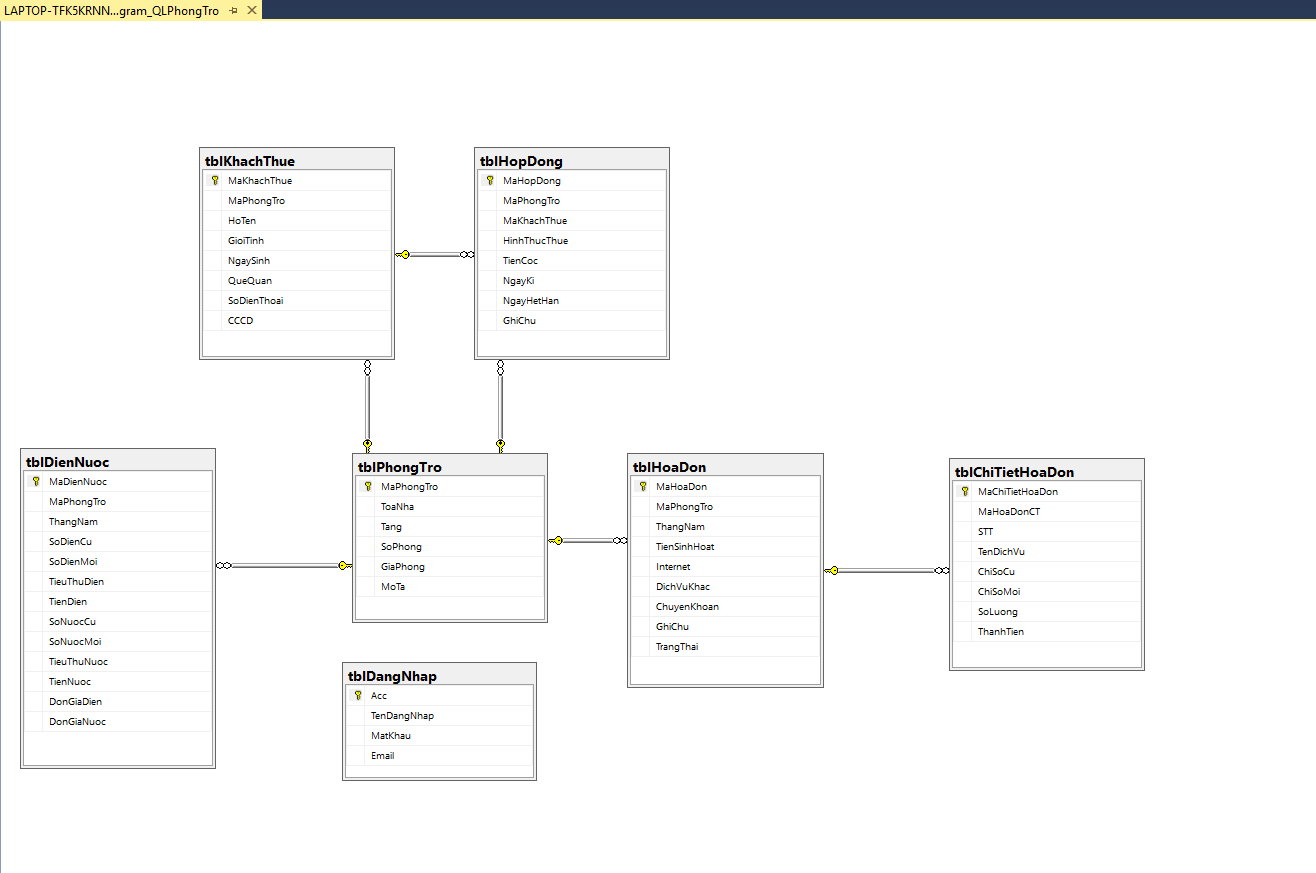 LAPTOP-TFK5KRNN...gram_QLPhongTro
tblKhachThue
MaKhachThue
MaPhongTro
HoTen
GioiTinh
NgaySinh
QueQuan
SoDienThoai
CCCD
tblHopDong
MaHopDong
MaPhongTro
MaKhachThue
HinhThucThue
TienCoc
NgayKi
NgayHetHan
GhiChu
tblDienNuoc
MaDienNuoc
MaPhongTro
ThangNam
SoDienCu
SoDienMoi
TieuThuDien
TienDien
SoNuocCu
SoNuocMoi
TieuThuNuoc
TienNuoc
DonGiaDien
DonGiaNuoc
tblPhongTro
MaPhongTro
ToaNha
Tang
SoPhong
GiaPhong
MoTa
tblHoaDon
MaHoaDon
MaPhongTro
ThangNam
TienSinhHoat
Internet
DichVuKhac
ChuyenKhoan
GhiChu
TrangThai
tblChiTietHoaDon
MaChiTietHoaDon
MaHoaDonCT
STT
TenDichVu
ChiSoCu
ChiSoMoi
SoLuong
ThanhTien
tblDangNhap
Acc
TenDangNhap
MatKhau
Email